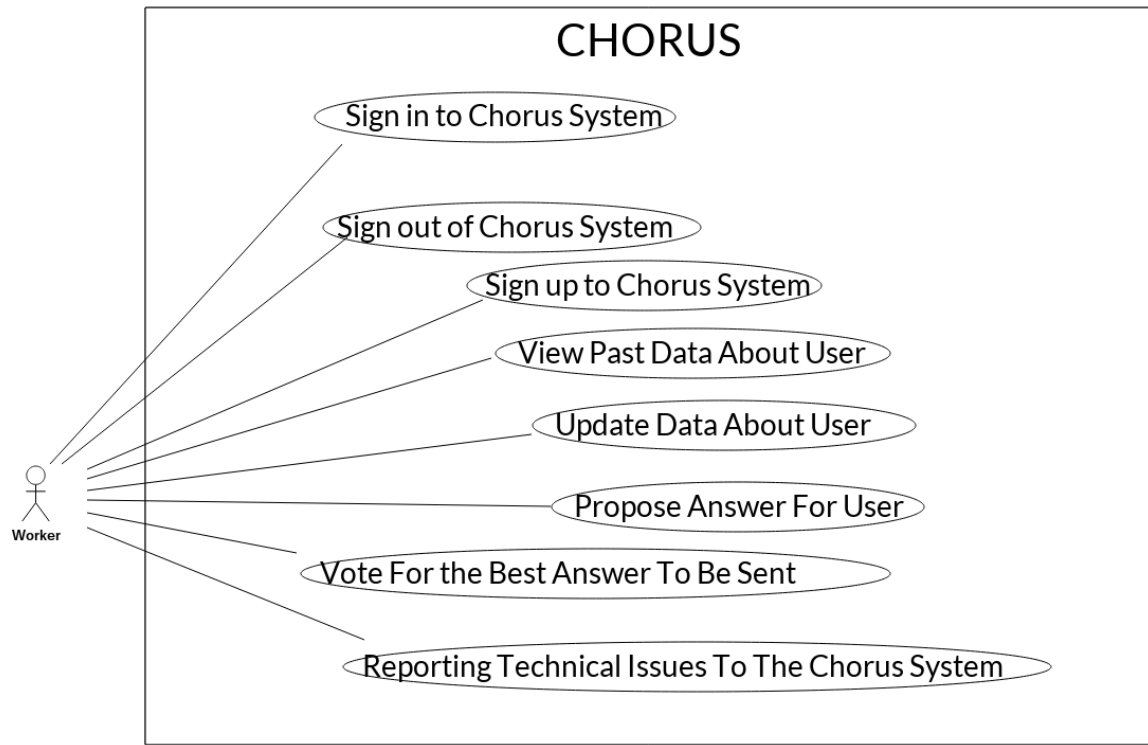 CHORUS
Sign in to Chorus System
Sign out of Chorus System
Sign up to Chorus System
View Past Data About User
Update Data About User
Propose Answer For User
Worker
Vote For the Best Answer To Be Sent
Reporting Technical Issues To The Chorus System